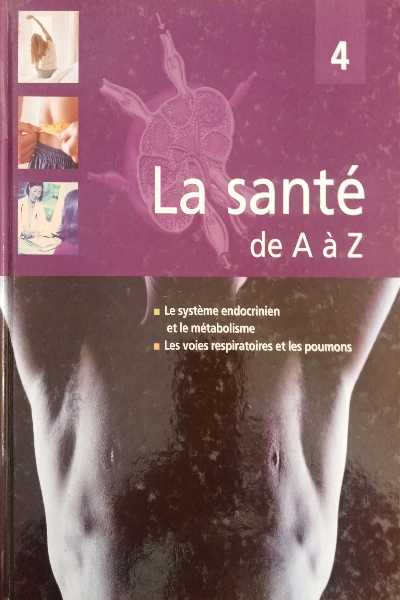 4
La santé
de A à Z
Le système endocrinien
et le métabolisme
Les voies respiratoires et les poumons